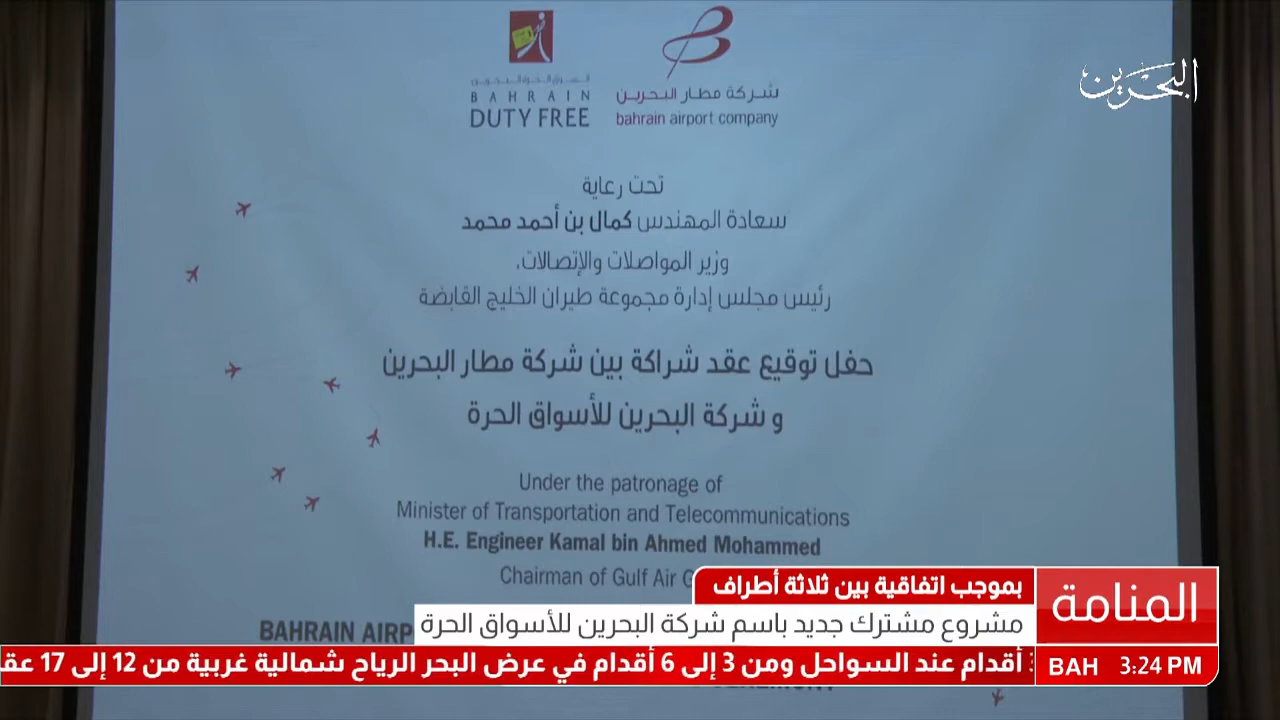 السوق الحرة البحرين
BAHRAIN
DUTY FREE
شركة مطار البحرين
bahrain airport company
البحرين
تحت رعاية
سعادة المهندس كمال بن أحمد محمد
وزير المواصلات والإتصالات،
رئيس مجلس إدارة مجموعة طيران الخليج القابضة
حفل توقيع عقد شراكة بين شركة مطار البحرين
و شركة البحرين للأسواق الحرة
Under the patronage of
Minister of Transportation and Telecommunications
H.E. Engineer Kamal bin Ahmed Mohammed
Chairman of Gulf Air
BAHRAIN
المنامة
بموجب اتفاقية بين ثلاثة أطراف
مشروع مشترك جديد باسم شركة البحرين للأسواق الحرة
أقدام عند السواحل ومن 3 إلى 6 أقدام في عرض البحر الرياح شمالية غربية من 12 إلى 17
BAH 3:24 PM